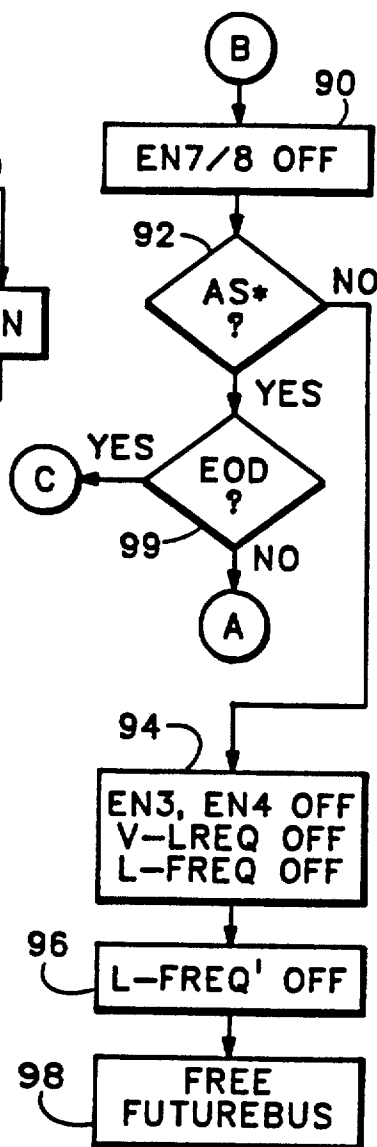 B
90
EN7/8 OFF
92
AS*
?
NO
N
YES
YES
EOD
?
C
99
NO
A
94
EN3, EN4 OFF
V-LREQ OFF
L-FREQ OFF
96
L-FREQ' OFF
98
FREE
FUTUREBUS